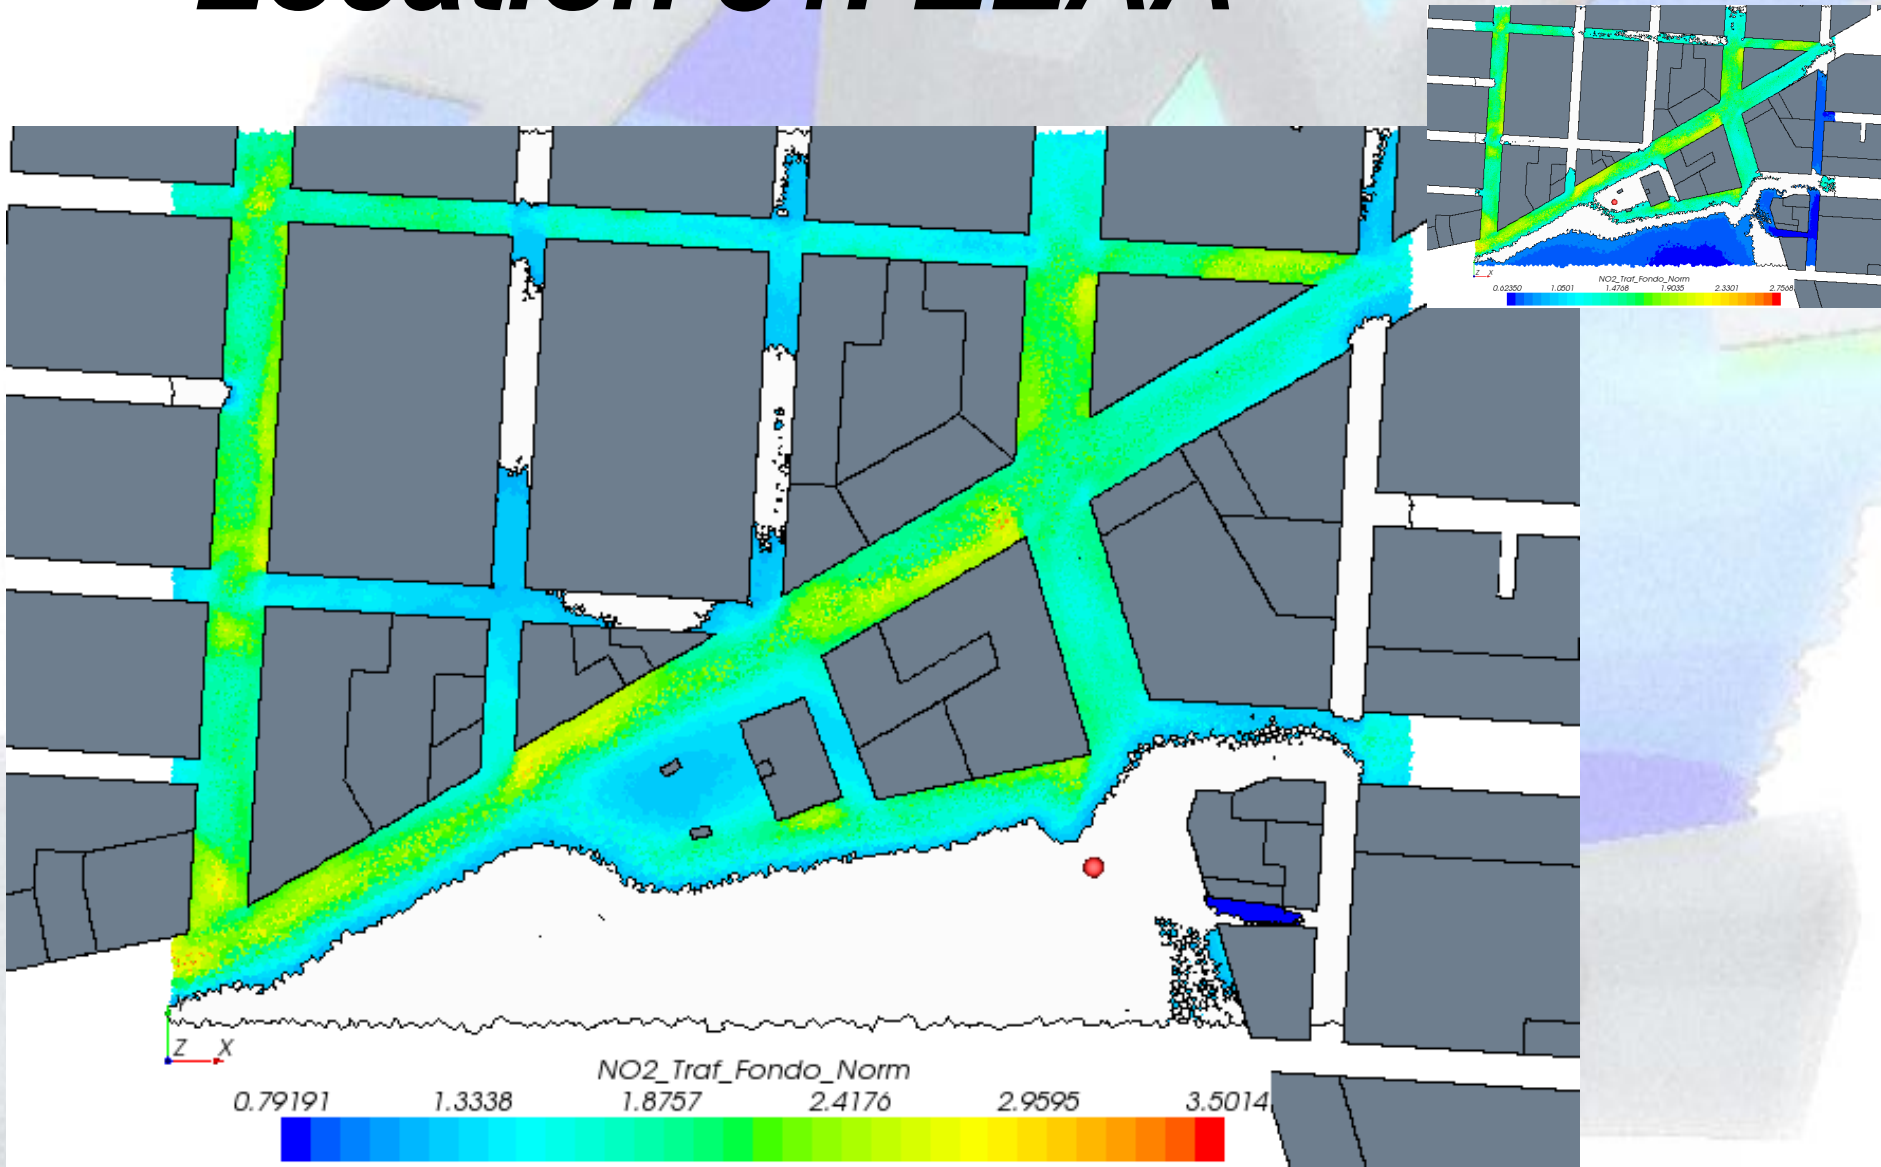 Location
Z X
NO2_Traf_Fondo_Norm
0.62350 1.0501 1.4768 1.9035 2.3301 2.7568
Z X
NO2_Traf_Fondo_Norm
0.79191 1.3338 1.8757 2.4176 2.9595 3.5014